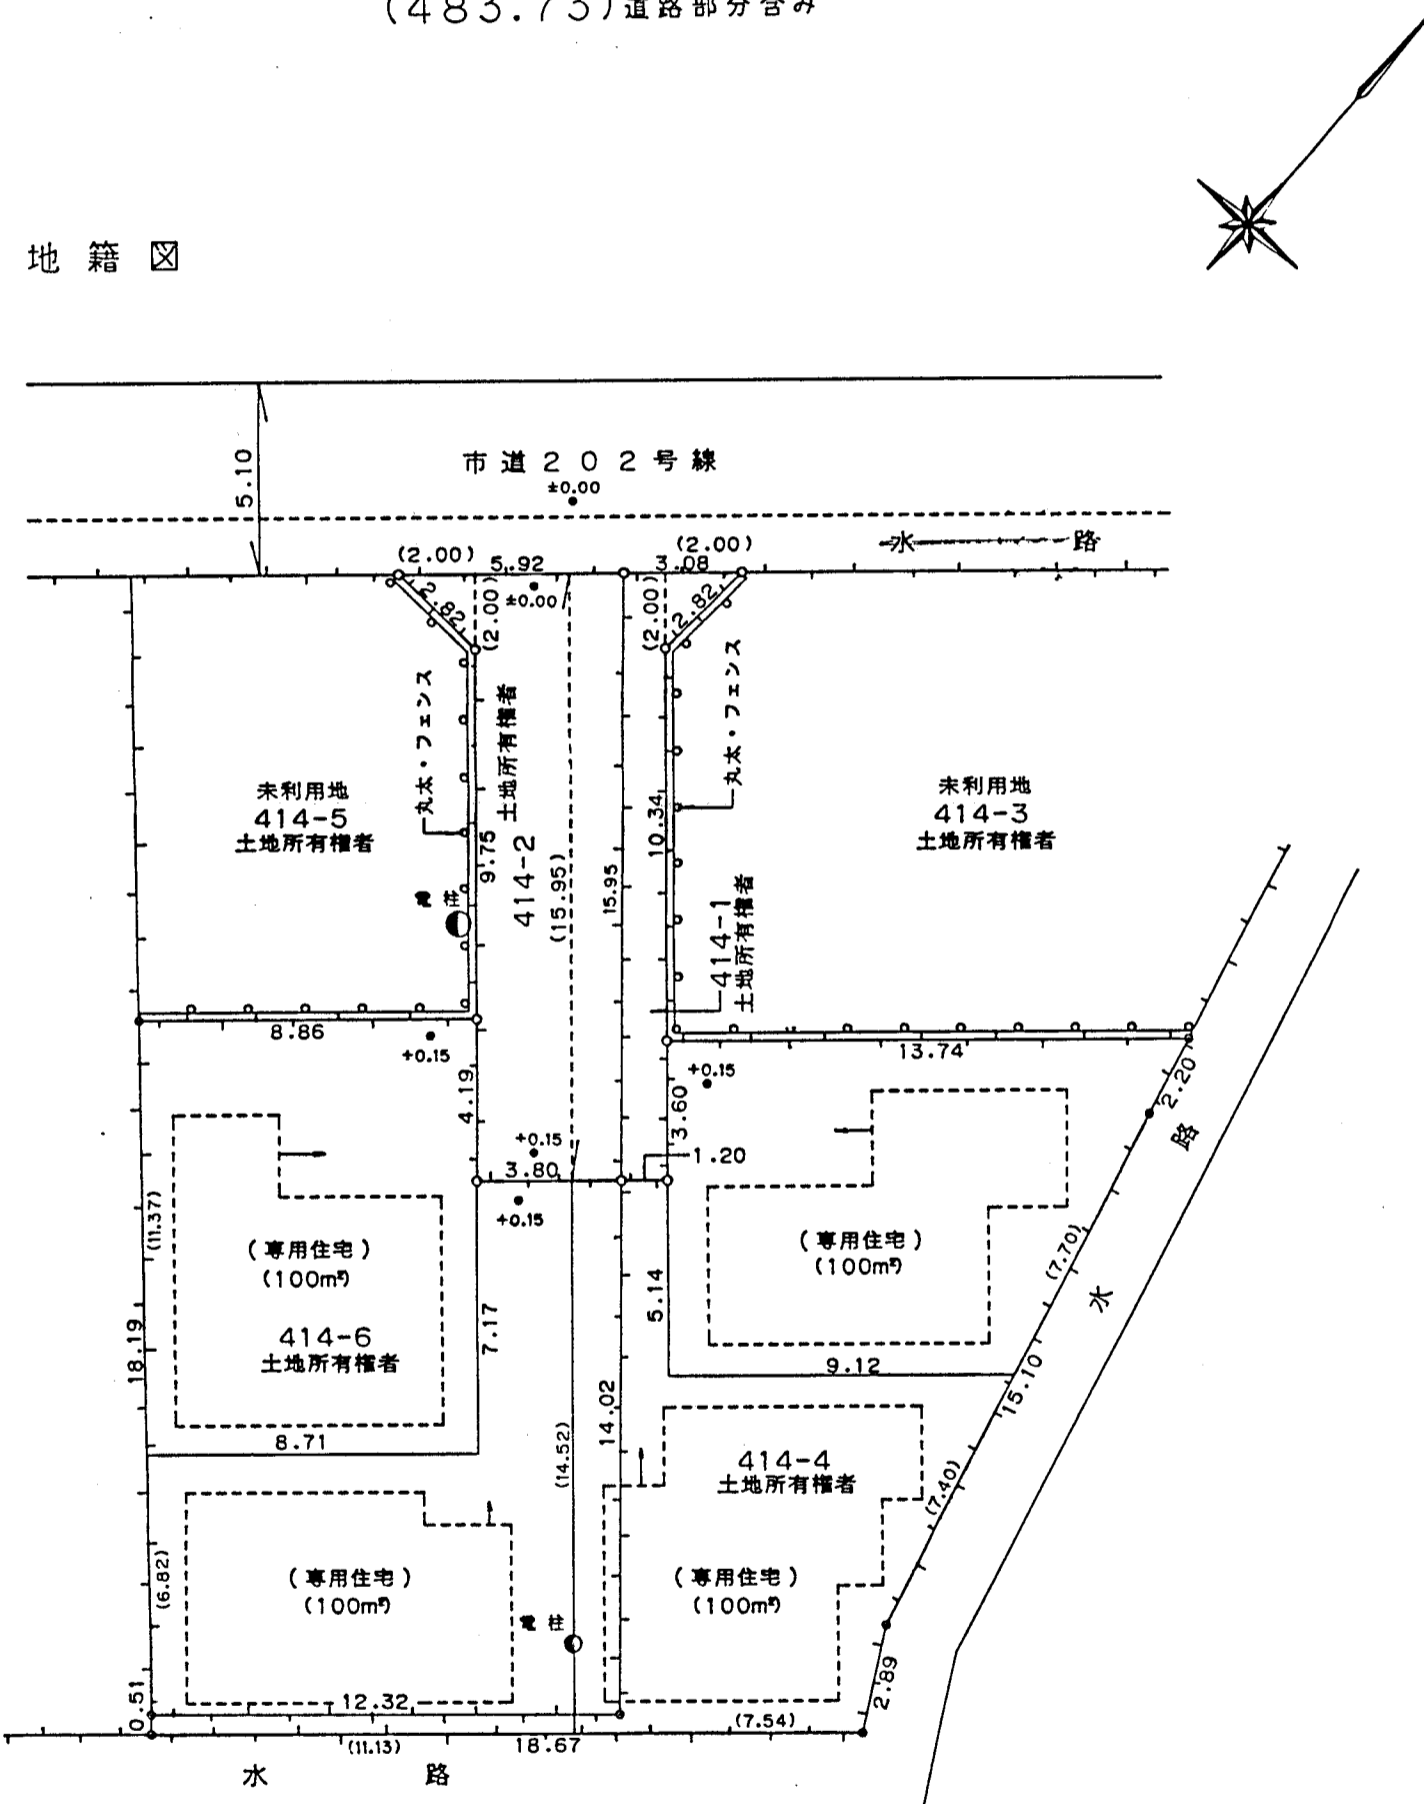 (483.73)道路部分含み
地籍図
5.10
市道202号線
±0.00
水路
(2.00)
5.92
(2.00)
3.08
2.82
(2.00)
±0.00
(2.00)
2.82
丸太・フェンス
土地所有権者
丸太・フェンス
未利用地
414-5
土地所有権者
9.75
414-2
(15.95)
15.95
10.34
未利用地
414-3
土地所有権者
柱
414-1
土地所有権者
8.86
+0.15
13.74
4.19
+0.15
3.60
2.20
+0.15
3.80
1.20
+0.15
路
水
(11.37)
(専用住宅)
(100m²)
(専用住宅)
(100m²)
(7.70)
18.19
414-6
土地所有権者
7.17
5.14
9.12
15.10
8.71
(14.52)
14.02
414-4
土地所有権者
(7.40)
(6.82)
(専用住宅)
(100m²)
(専用住宅)
(100m²)
電柱
0.51
12.32
2.89
(7.54)
(11.13)
18.67
水路